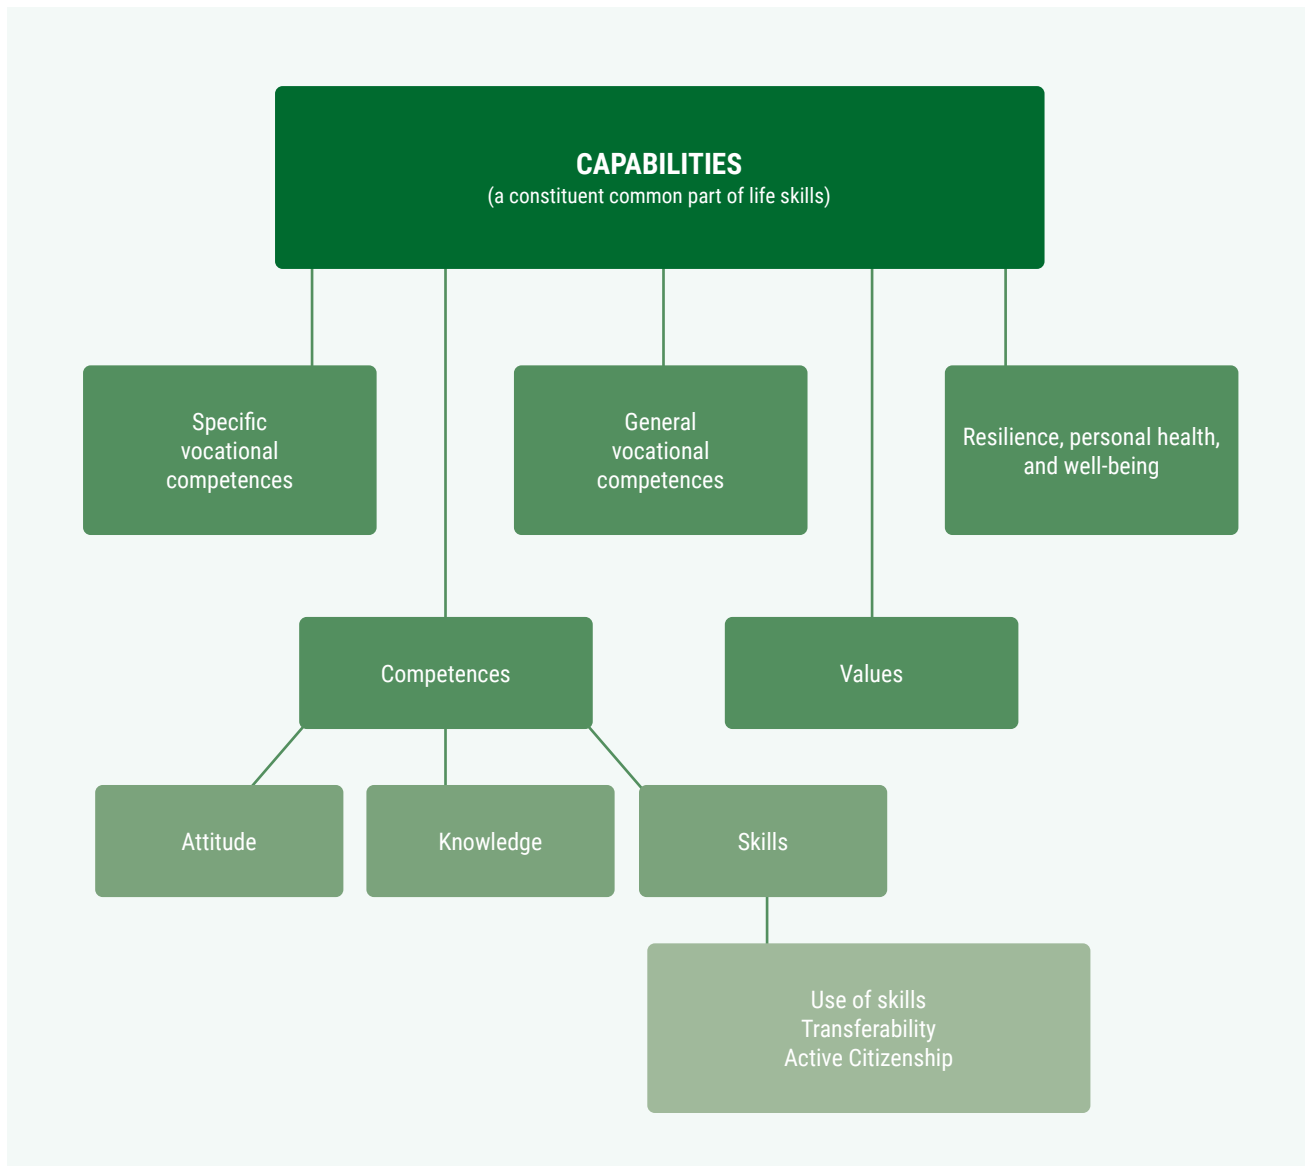 CAPABILITIES
(a constituent common part of life skills)
Specific
vocational
competences
General
vocational
competences
Resilience, personal health,
and well-being
Competences
Values
Attitude
Knowledge
Skills
Use of skills
Transferability
Active Citizenship